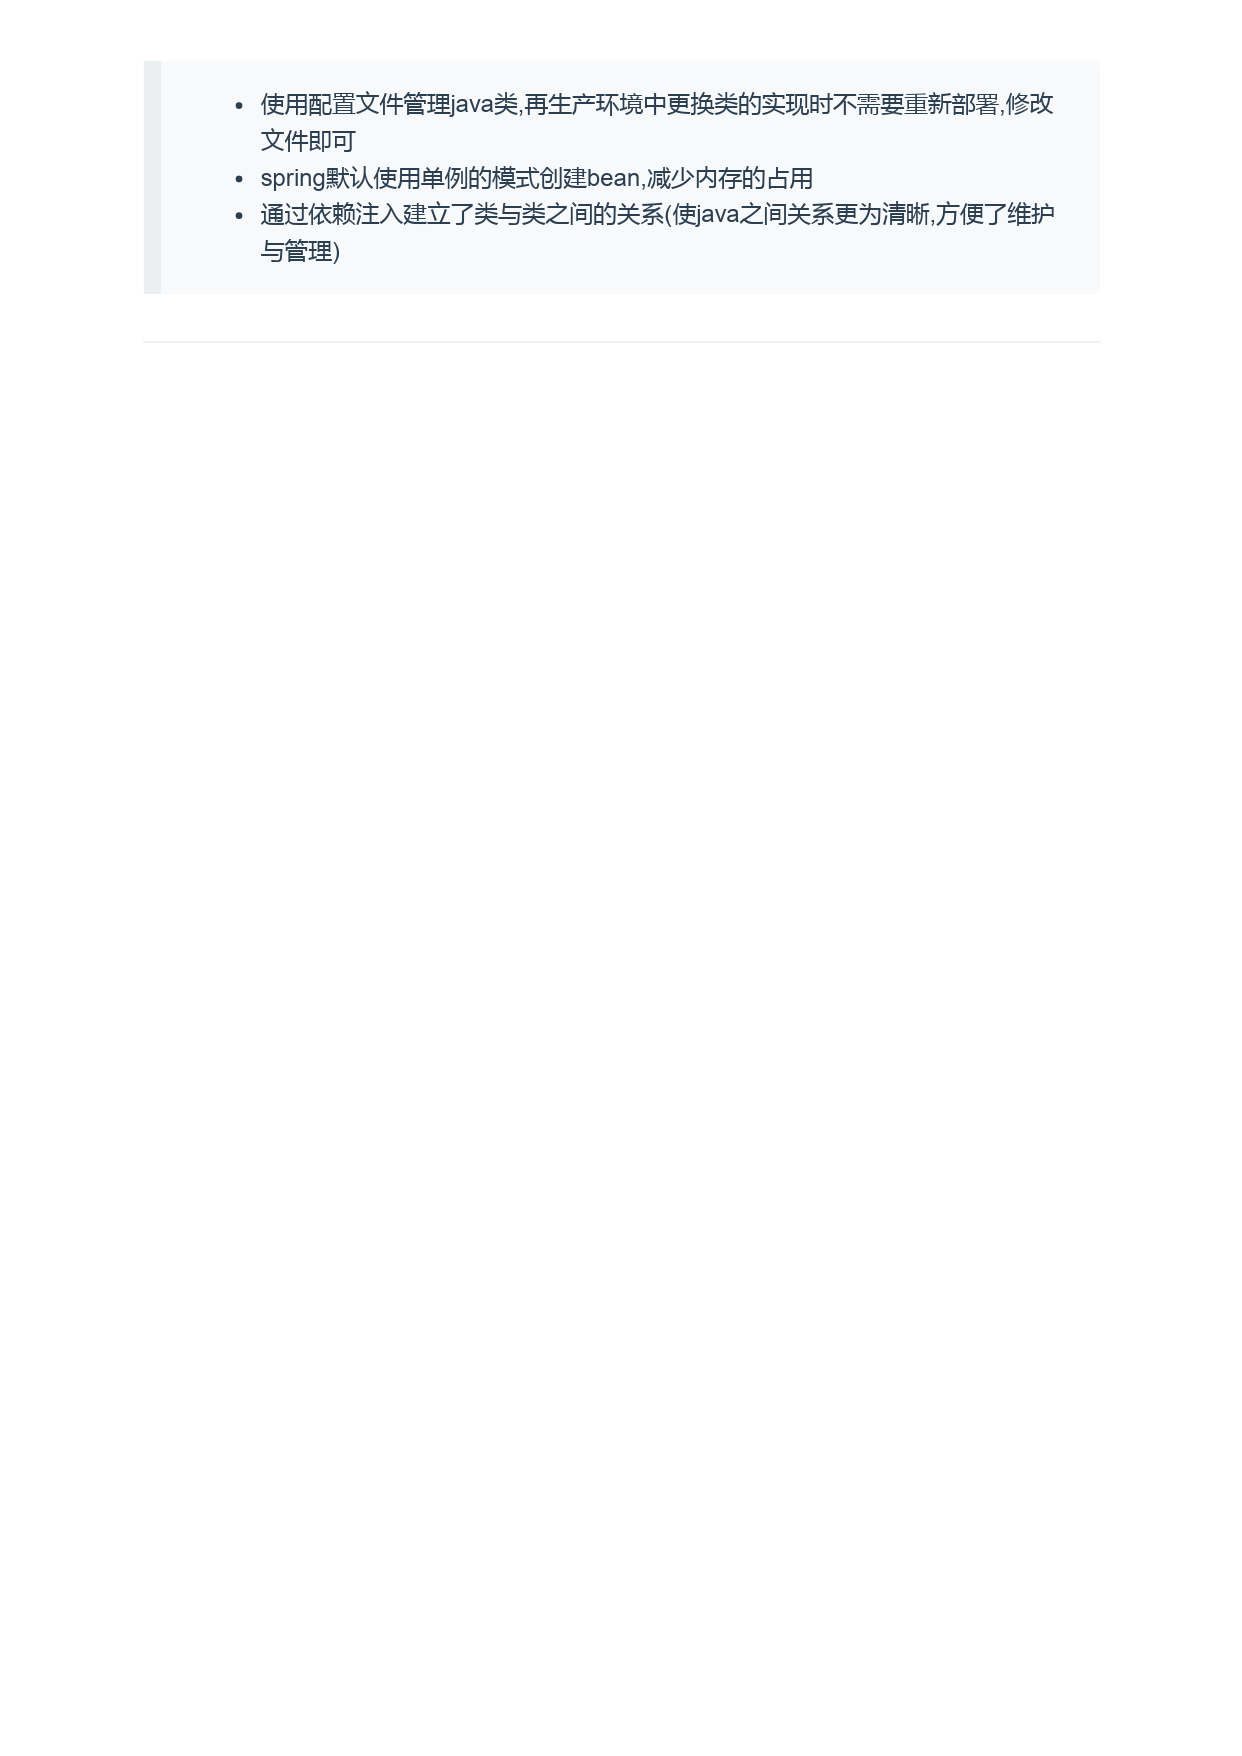 • 使用配置文件管理java类,再生产环境中更换类的实现时不需要重新部署,修改
文件即可
• spring默认使用单例的模式创建bean,减少内存的占用
• 通过依赖注入建立了类与类之间的关系(使java之间关系更为清晰,方便了维护
与管理)